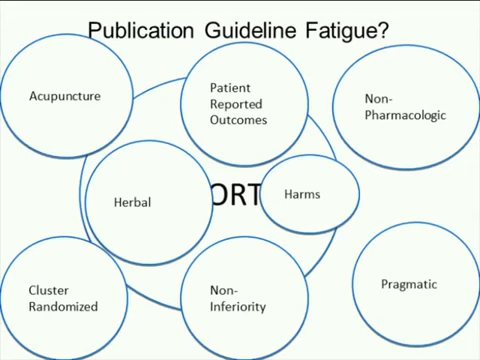 Publication Guideline Fatigue?
Acupuncture
Patient
Reported
Outcomes
Non-
Pharmacologic
Herbal
ORT
Harms
Cluster
Randomized
Non-
Inferiority
Pragmatic